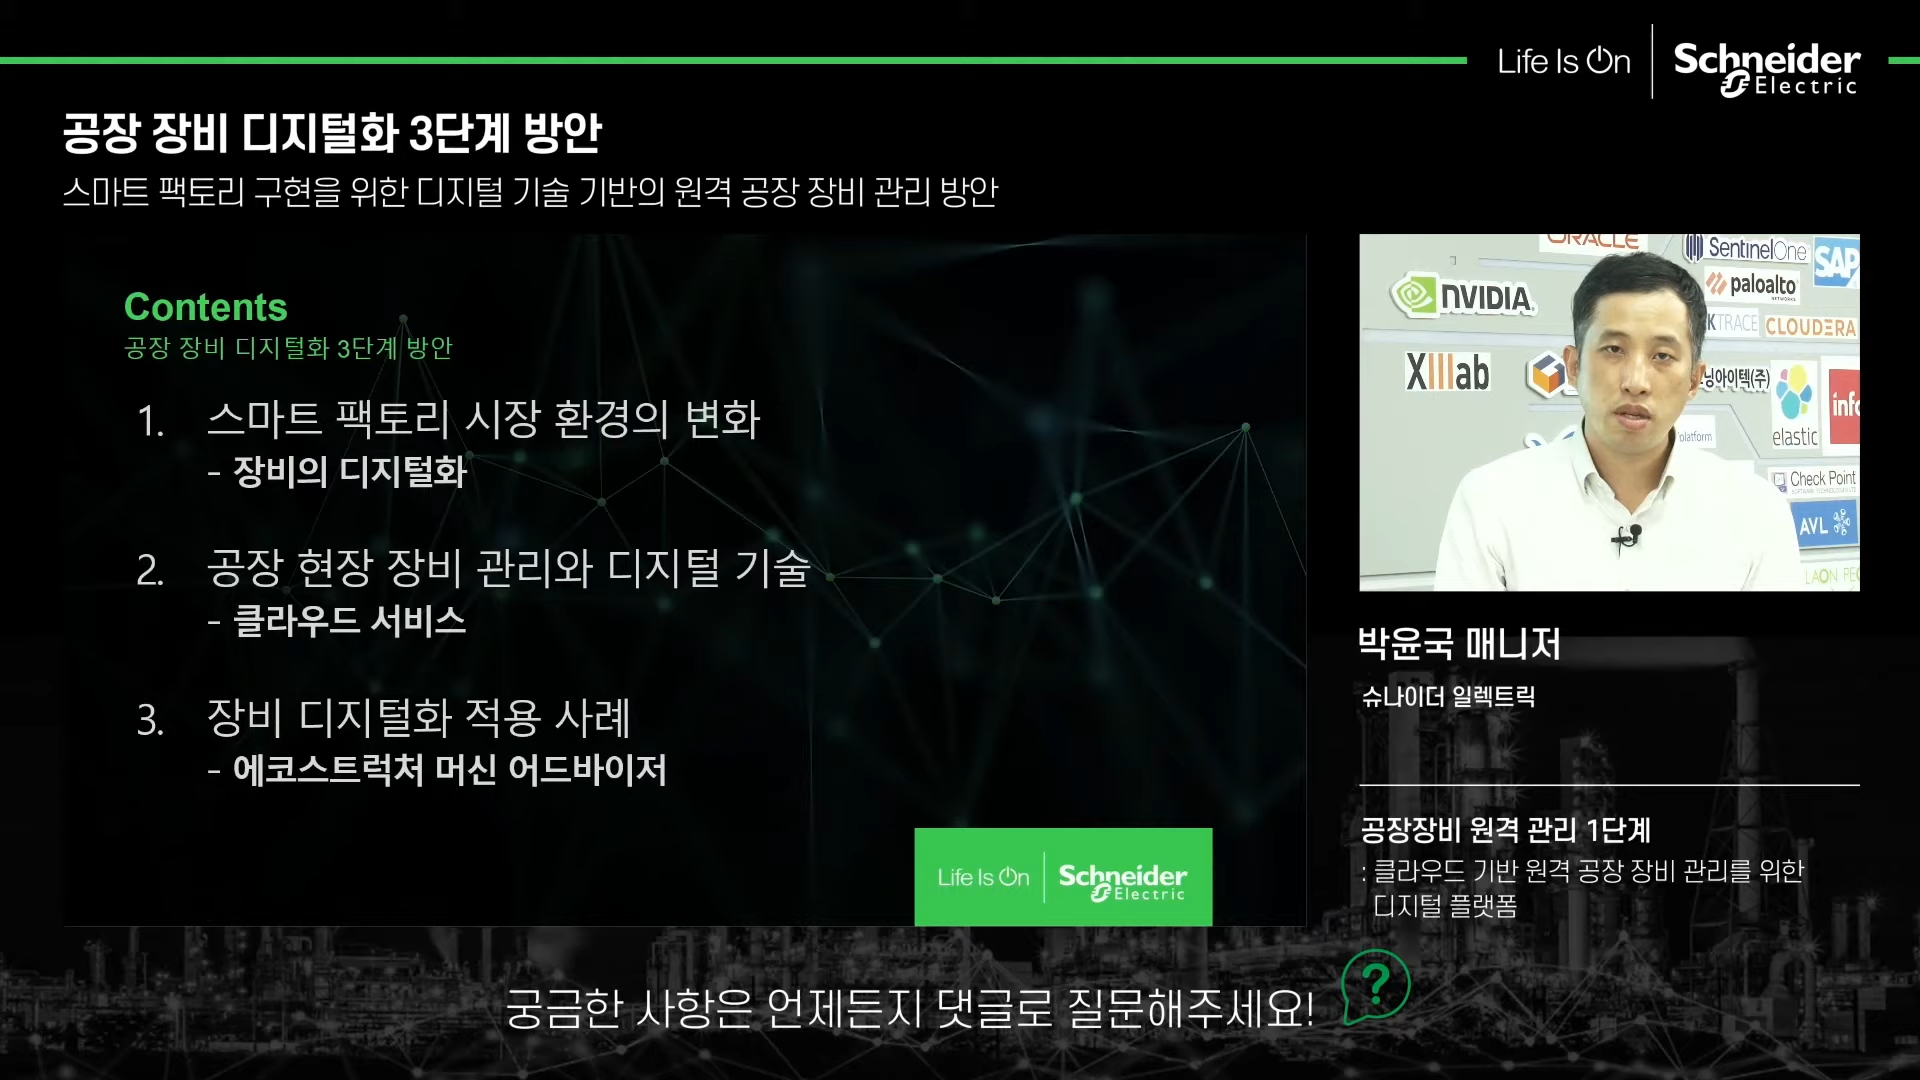 Life Is On
Schneider
Electric
공장 장비 디지털화 3단계 방안
스마트 팩토리 구현을 위한 디지털 기술 기반의 원격 공장 장비 관리 방안
Contents
공장 장비 디지털화 3단계 방안
1. 스마트 팩토리 시장 환경의 변화
- 장비의 디지털화
2. 공장 현장 장비 관리와 디지털 기술
- 클라우드 서비스
3. 장비 디지털화 적용 사례
- 에코스트럭처 머신 어드바이저
Life Is On
Schneider
Electric
ORACLE
SentinelOne
SAP
NVIDIA
paloalto
NETWORKS
KTRACE
CLOUDERA
XIIIab
닝아이텍(주)
elastic
info
platform
Check Point
AVL
LAON PE
박윤국 매니저
슈나이더 일렉트릭
공장장비 원격 관리 1단계
: 클라우드 기반 원격 공장 장비 관리를 위한
디지털 플랫폼
궁금한 사항은 언제든지 댓글로 질문해주세요!
?